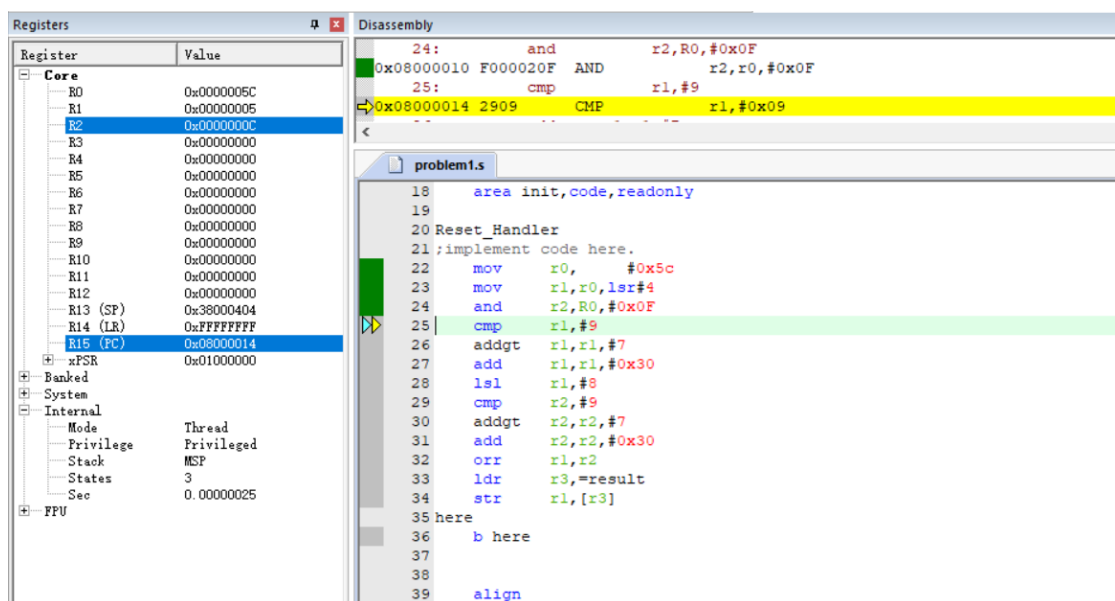 Registers
Register Value
Core
R0 0x0000005C
R1 0x00000005
R2 0x0000000C
R3 0x00000000
R4 0x00000000
R5 0x00000000
R6 0x00000000
R7 0x00000000
R8 0x00000000
R9 0x00000000
R10 0x00000000
R11 0x00000000
R12 0x00000000
R13 (SP) 0x38000404
R14 (LR) 0xFFFFFFFF
R15 (PC) 0x08000014
xPSR 0x01000000
Banked
System
Internal
Mode Thread
Privilege Privileged
Stack MSP
States 3
Sec 0.00000025
FPU
Disassembly
24: and r2,R0,#0x0F
0x08000010 F000020F AND r2,r0,#0x0F
25: cmp r1,#9
0x08000014 2909 CMP r1,#0x09
problem1.s
18 area init,code,readonly
19
20 Reset_Handler
21 ;implement code here.
22 mov r0, #0x5c
23 mov r1,r0,lsr#4
24 and r2,R0,#0x0F
25 cmp r1,#9
26 addgt r1,r1,#7
27 add r1,r1,#0x30
28 lsl r1,#8
29 cmp r2,#9
30 addgt r2,r2,#7
31 add r2,r2,#0x30
32 orr r1,r2
33 ldr r3,=result
34 str r1,[r3]
35 here
36 b here
37
38
39 align